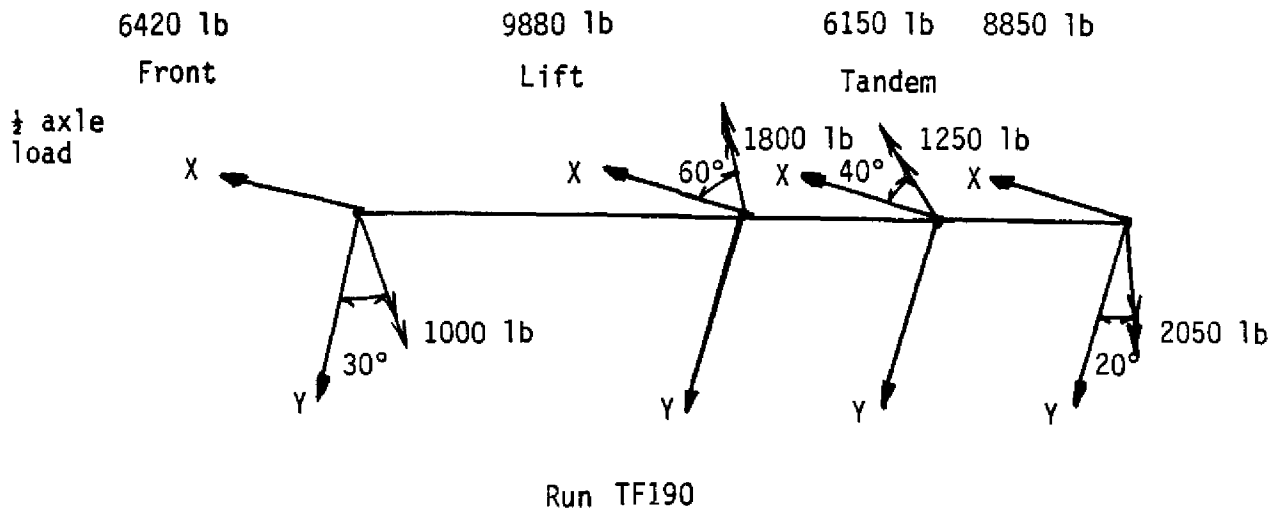 6420 lb 9880 lb 6150 lb 8850 lb
Front Lift Tandem
½ axle
load
X X 60° 1800 lb X 40° 1250 lb X
30° 1000 lb 20° 2050 lb
Y Y Y Y
Run TF190